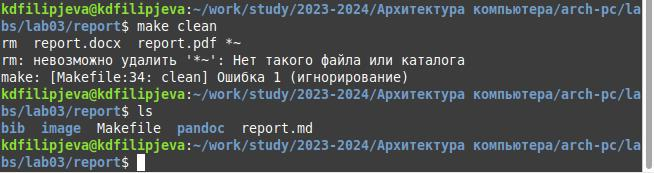 kdfilipjeva@kdfilipjeva:~/work/study/2023-2024/Архитектура компьютера/arch-pc/la
bs/lab03/report$ make clean
rm  report.docx  report.pdf *~
rm: невозможно удалить '*~': Нет такого файла или каталога
make: [Makefile:34: clean] Ошибка 1 (игнорирование)
kdfilipjeva@kdfilipjeva:~/work/study/2023-2024/Архитектура компьютера/arch-pc/la
bs/lab03/report$ ls
bib  image  Makefile  pandoc  report.md
kdfilipjeva@kdfilipjeva:~/work/study/2023-2024/Архитектура компьютера/arch-pc/la
bs/lab03/report$